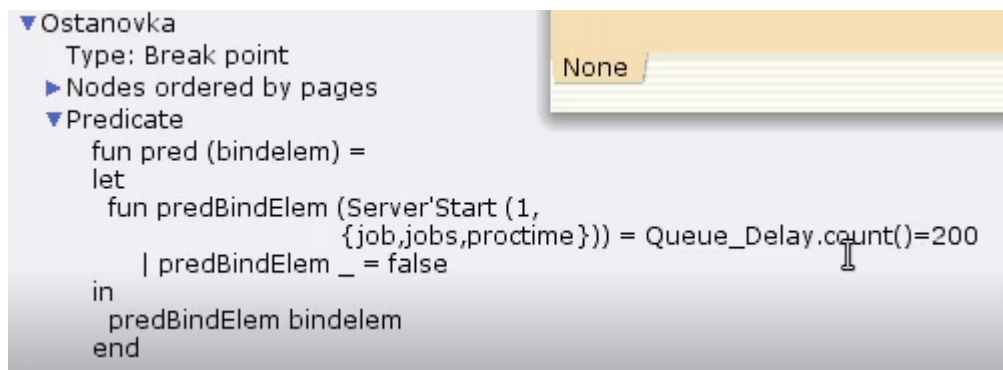 Ostanovka
Type: Break point
Nodes ordered by pages
Predicate
fun pred (bindelem) =
let
fun predBindElem (Server'Start (1,
{job,jobs,proctime})) = Queue_Delay.count()=200
| predBindElem _ = false
in
predBindElem bindelem
end
None